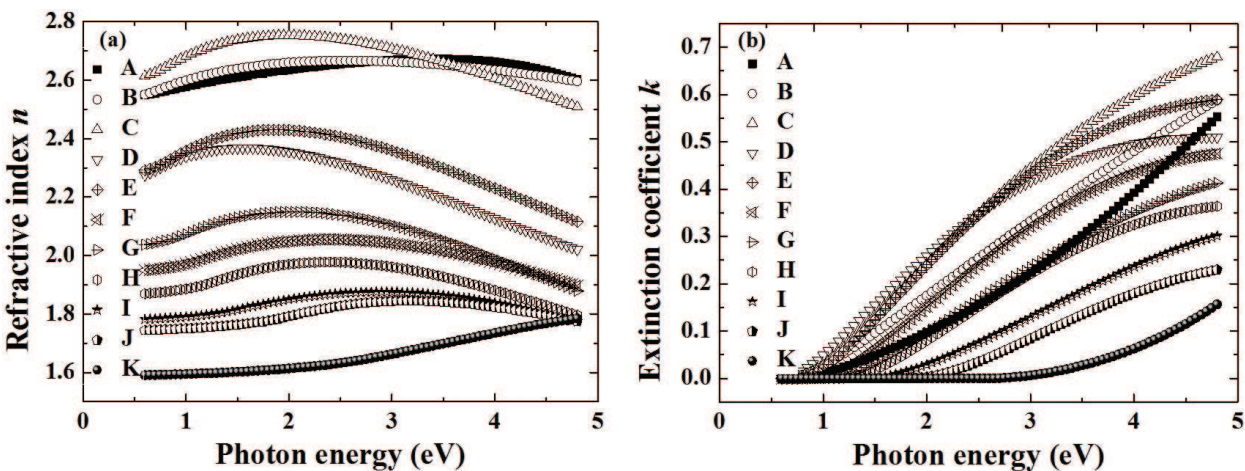 (a)
2.8
2.6
2.4
2.2
2.0
1.8
1.6
A
B
C
D
E
F
G
H
I
J
K
0 1 2 3 4 5
Refractive index n
Photon energy (eV)
(b)
0.7
0.6
0.5
0.4
0.3
0.2
0.1
0.0
A
B
C
D
E
F
G
H
I
J
K
0 1 2 3 4 5
Extinction coefficient k
Photon energy (eV)